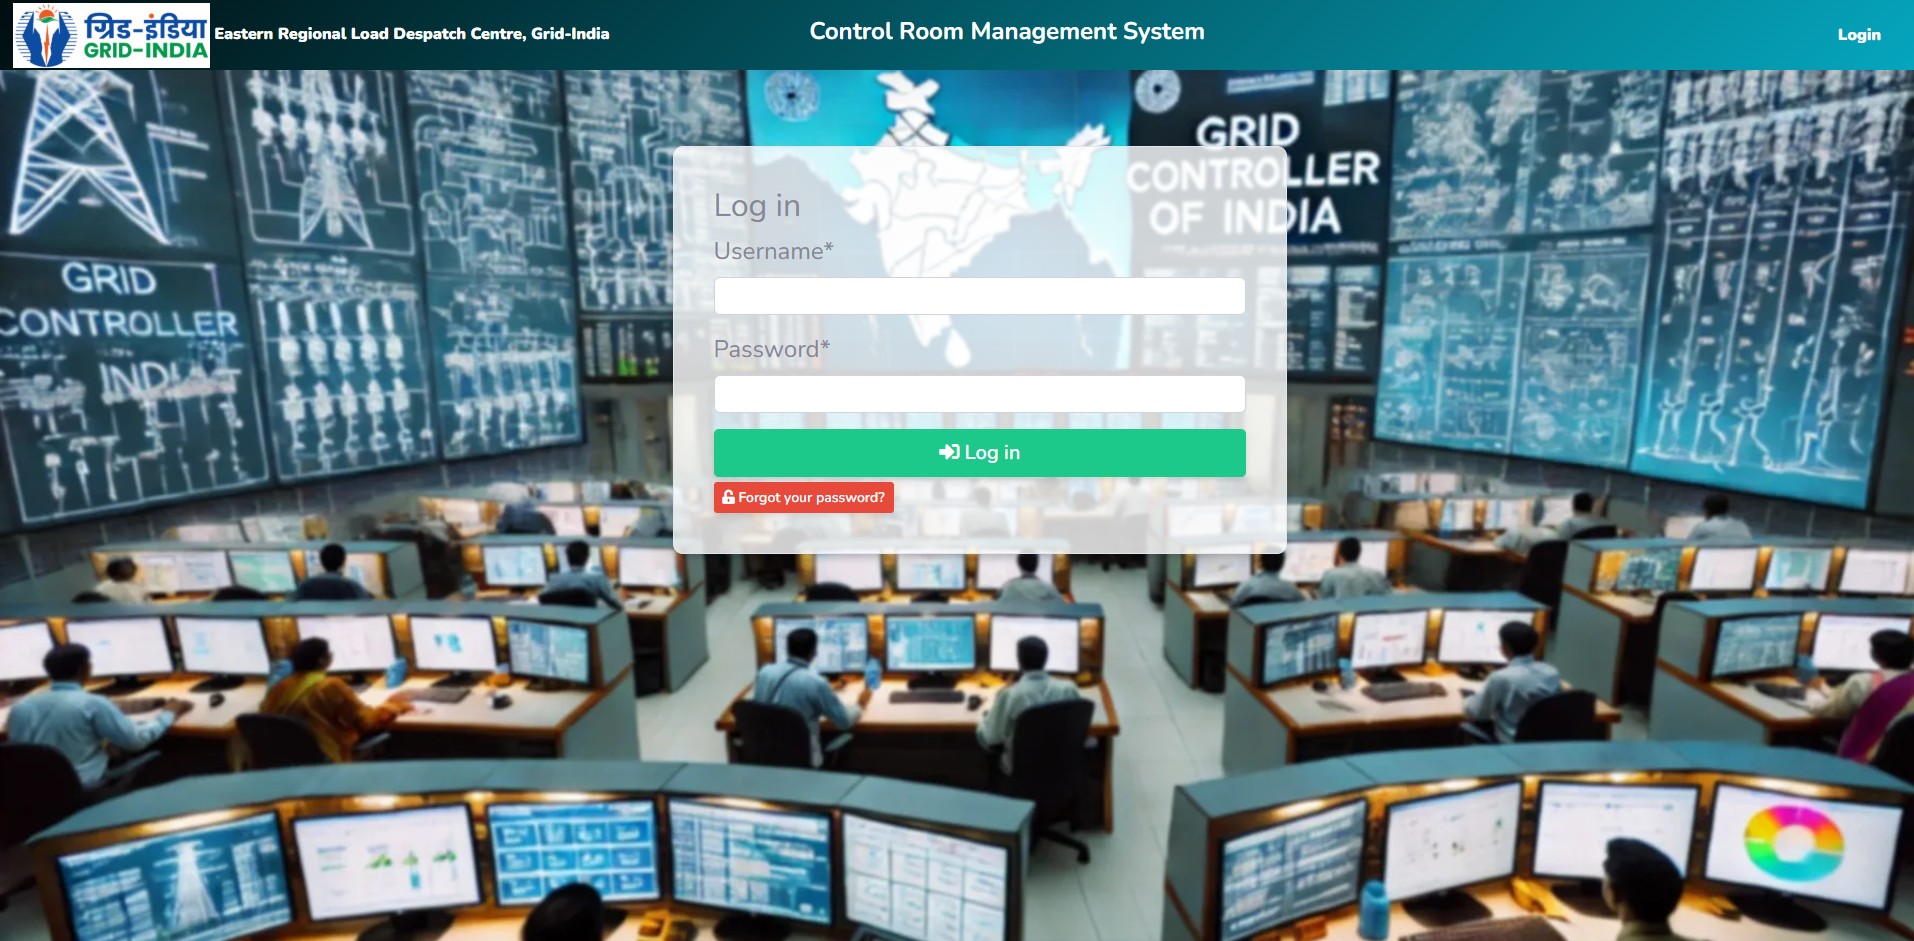 ग्रिड-इंडिया
GRID-INDIA
Eastern Regional Load Despatch Centre, Grid-India
Control Room Management System
Login
GRID
CONTROLLER
OF INDIA
GRID
CONTROLLER
Log in
Username*
Password*
Log in
Forgot your password?